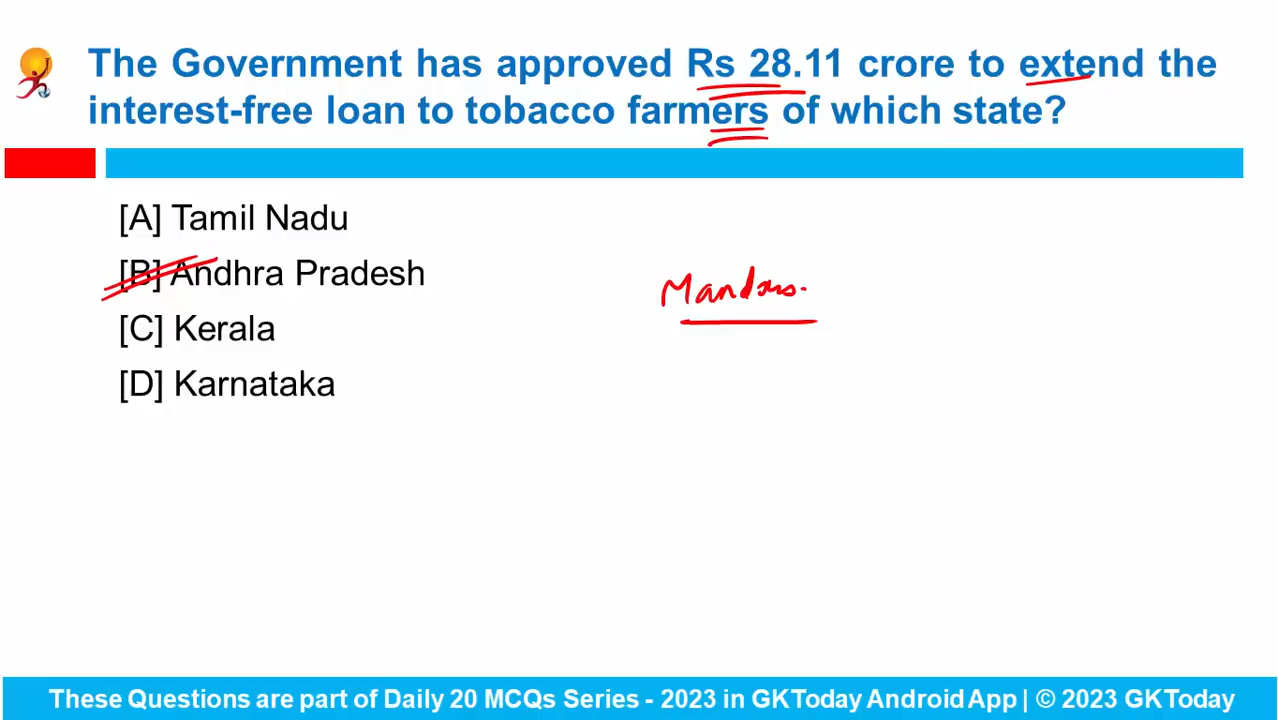 The Government has approved Rs 28.11 crore to extend the
interest-free loan to tobacco farmers of which state?
[A] Tamil Nadu
[B] Andhra Pradesh
Mandous.
[C] Kerala
[D] Karnataka
These Questions are part of Daily 20 MCQs Series - 2023 in GKToday Android App | © 2023 GKToday